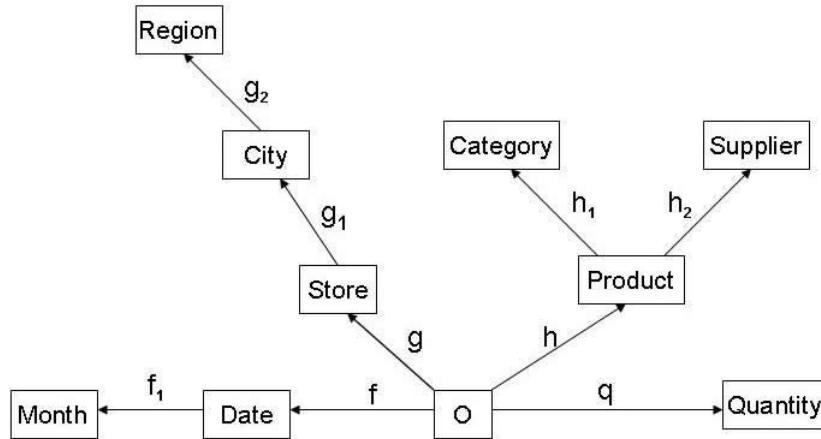 Region
g₂
City
Category
Supplier
g₁
h₁
h₂
Store
Product
g
h
f₁
f
q
Month
Date
O
Quantity